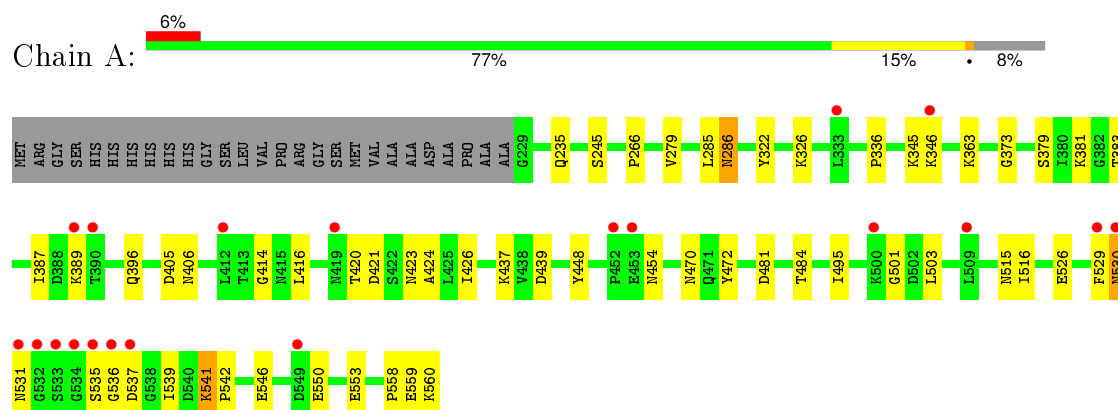 6%
Chain A:
77% 15% • 8%
MET ARG GLY SER HIS HIS HIS HIS HIS HIS GLY SER LEU VAL PRO ARG GLY SER MET VAL ALA ALA ASP ALA PRO ALA ALA G229 Q235 S245 P266 V279 L285 N286 Y322 K326 L333 P336 K345 K346 K363 G373 S379 I380 K381 G382 T383
I387 D388 K389 T390 Q396 D405 N406 L412 T413 G414 N415 L416 N419 T420 D421 S422 N423 A424 L425 I426 K437 V438 D439 Y448 P452 E453 N454 N470 Q471 Y472 D481 T484 I495 K500 G501 D502 L503 L509 N515 I516 E526 F529 N530
N531 G532 S533 G534 S535 G536 D537 G538 I539 D540 K541 P542 E546 D549 E550 E553 P558 E559 K560